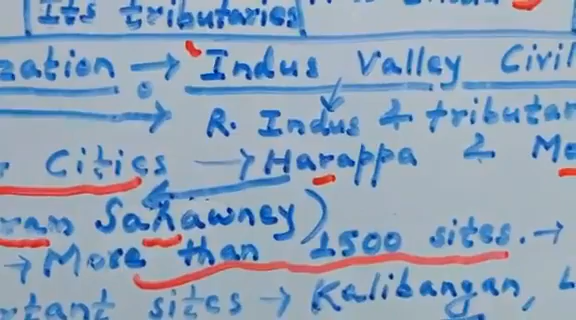 Its tributaries
zation → Indus Valley Civil
→ R. Indus & tributar
Cities → Harappa & Mo
ram Sahawney)
→ More than 1500 sites. →
rtant sites → Kalibangan, L